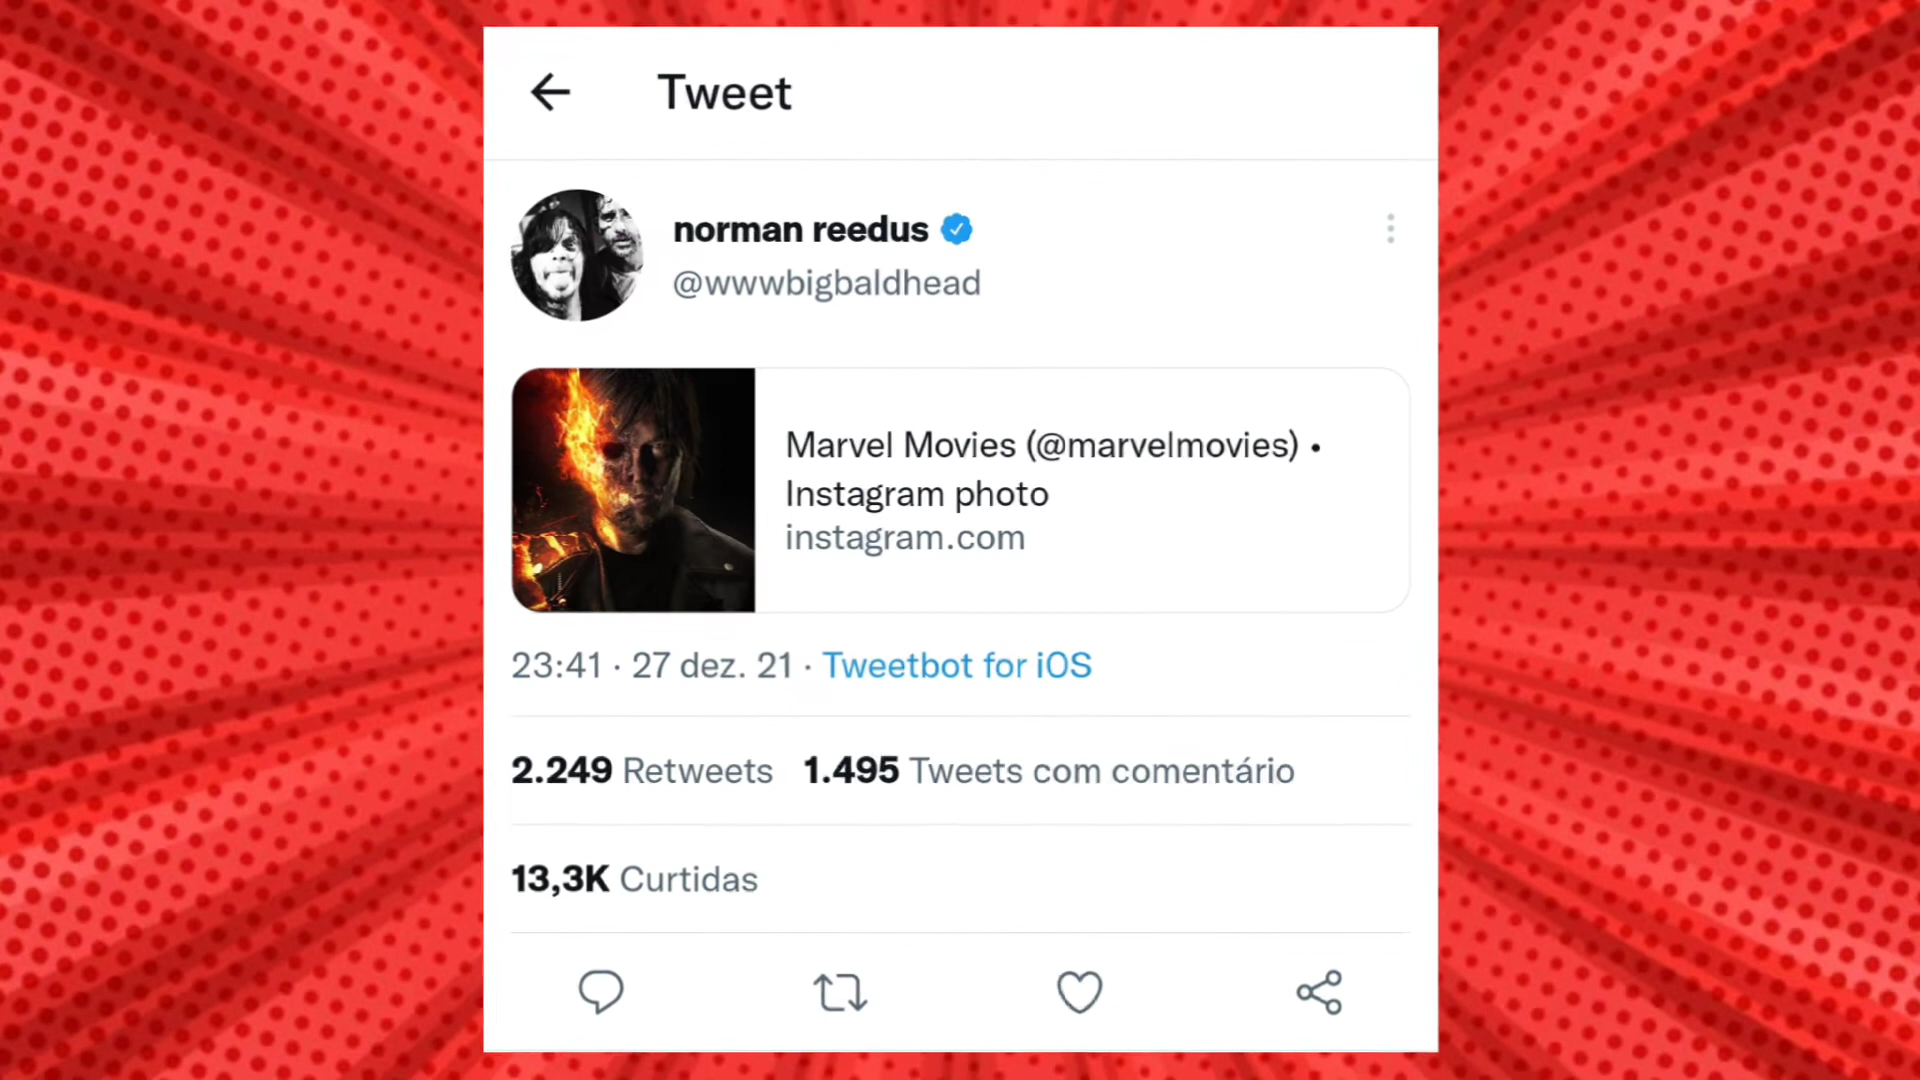 Tweet
norman reedus
@wwwbigbaldhead
Marvel Movies (@marvelmovies) •
Instagram photo
instagram.com
23:41 · 27 dez. 21 · Tweetbot for iOS
2.249 Retweets 1.495 Tweets com comentário
13,3K Curtidas